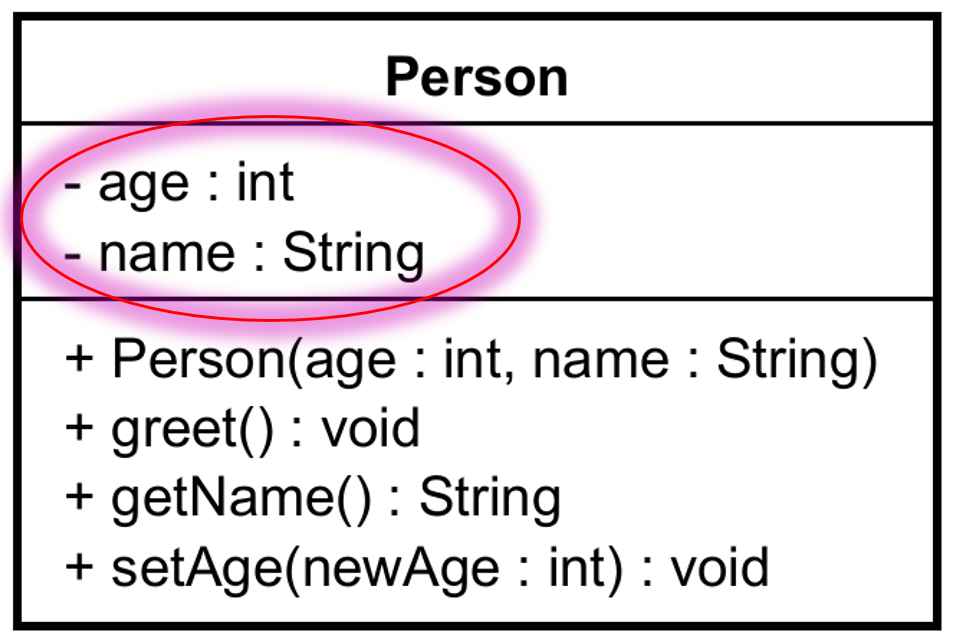 Person
- age : int
- name : String
+ Person(age : int, name : String)
+ greet() : void
+ getName() : String
+ setAge(newAge : int) : void